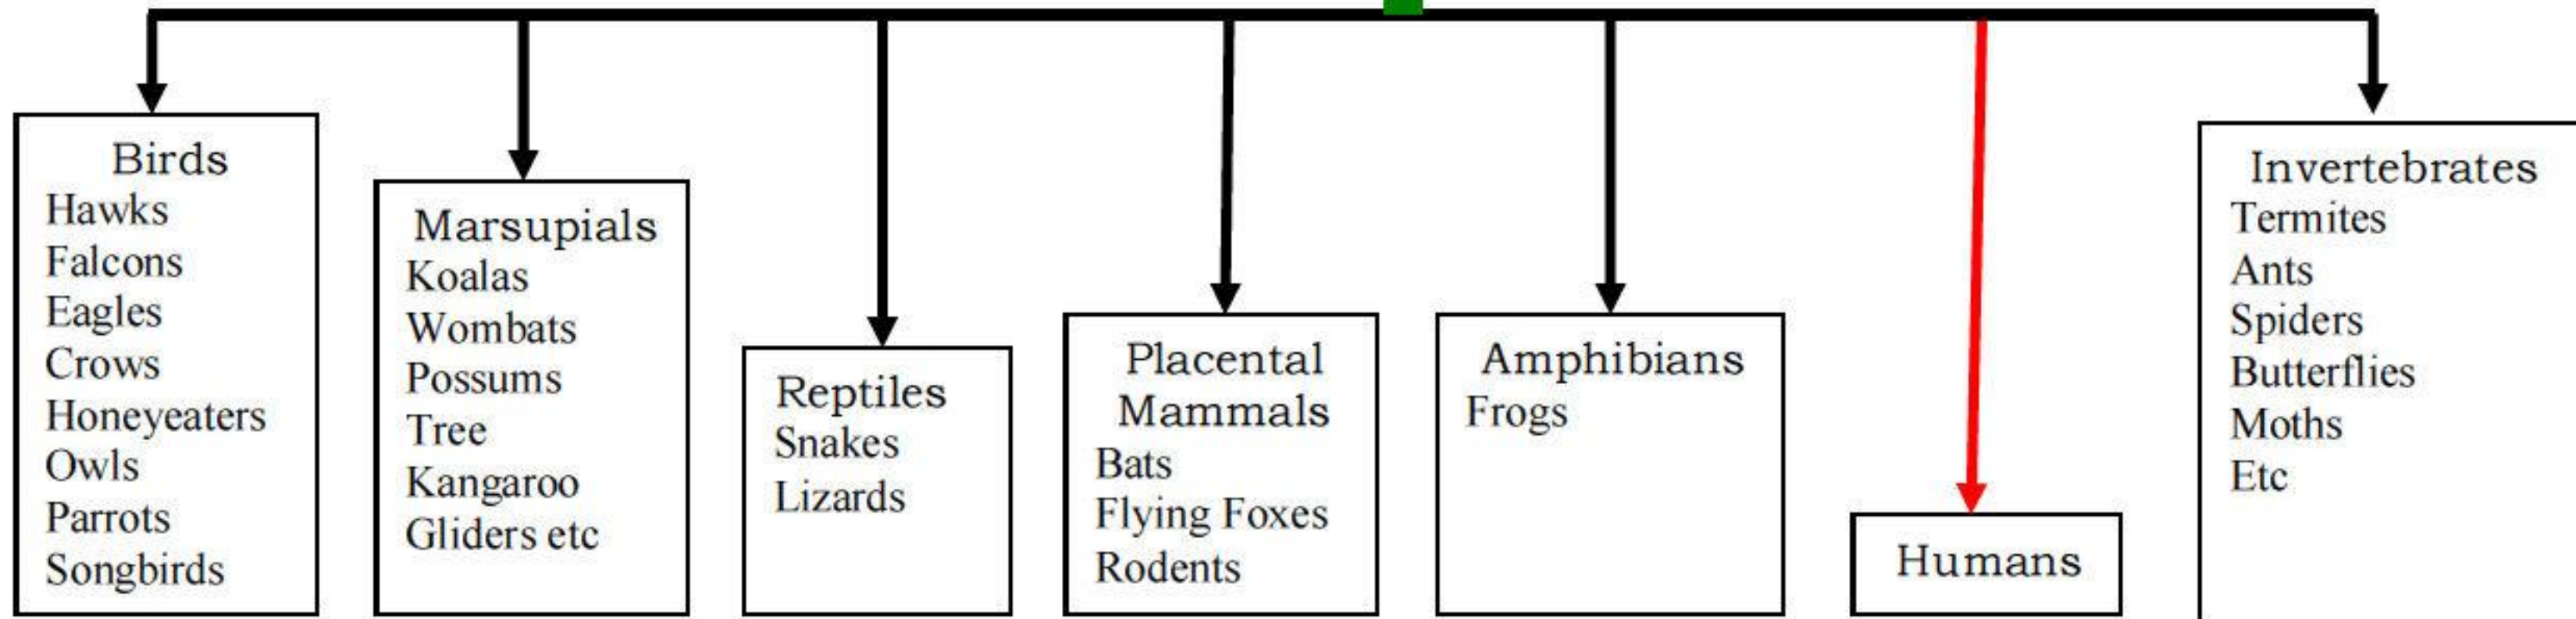 Birds
Hawks
Falcons
Eagles
Crows
Honeyeaters
Owls
Parrots
Songbirds
Marsupials
Koalas
Wombats
Possums
Tree
Kangaroo
Gliders etc
Reptiles
Snakes
Lizards
Placental
Mammals
Bats
Flying Foxes
Rodents
Amphibians
Frogs
Humans
Invertebrates
Termites
Ants
Spiders
Butterflies
Moths
Etc